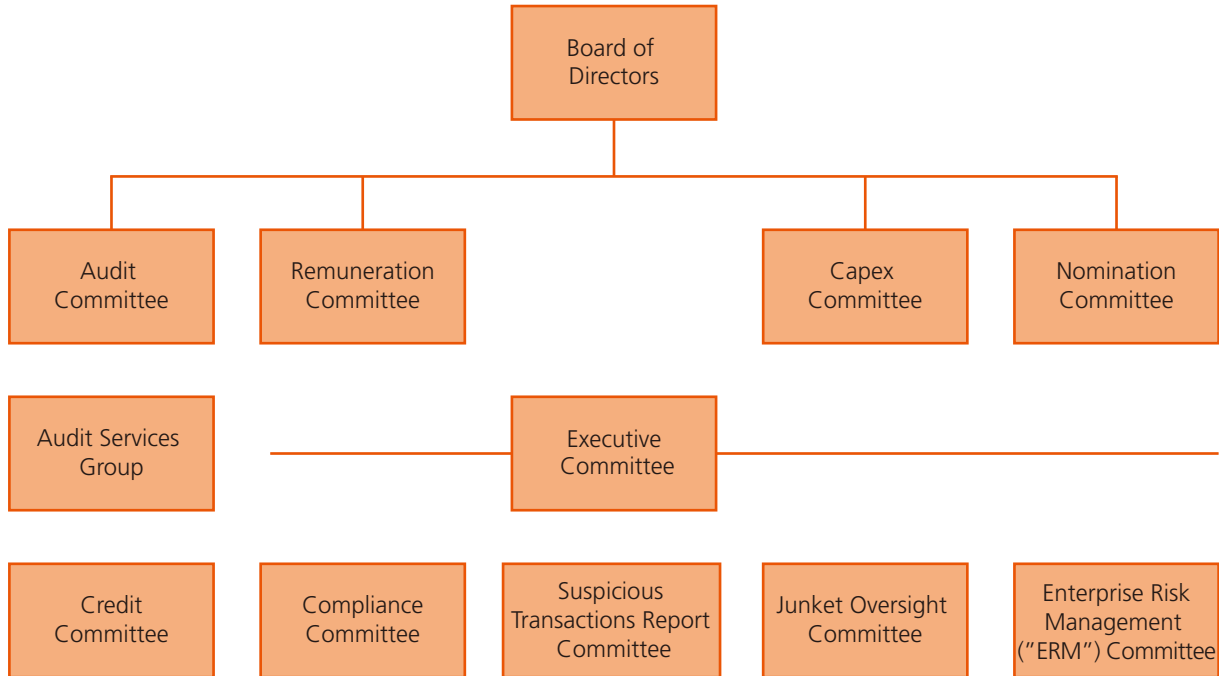 Board of
Directors
Audit
Committee
Remuneration
Committee
Capex
Committee
Nomination
Committee
Audit Services
Group
Executive
Committee
Credit
Committee
Compliance
Committee
Suspicious
Transactions Report
Committee
Junket Oversight
Committee
Enterprise Risk
Management
(”ERM”) Committee